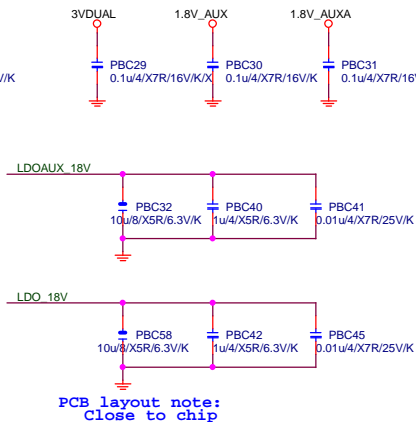 3VDUAL 1.8V_AUX 1.8V_AUXA
PBC29 PBC30 PBC31
V/K 0.1u/4/X7R/16V/K/X 0.1u/4/X7R/16V/K 0.1u/4/X7R/16V
LDOAUX_18V
PBC32 PBC40 PBC41
10u/8/X5R/6.3V/K 1u/4/X5R/6.3V/K 0.01u/4/X7R/25V/K
LDO_18V
PBC58 PBC42 PBC45
10u/8/X5R/6.3V/K 1u/4/X5R/6.3V/K 0.01u/4/X7R/25V/K
PCB layout note:
Close to chip